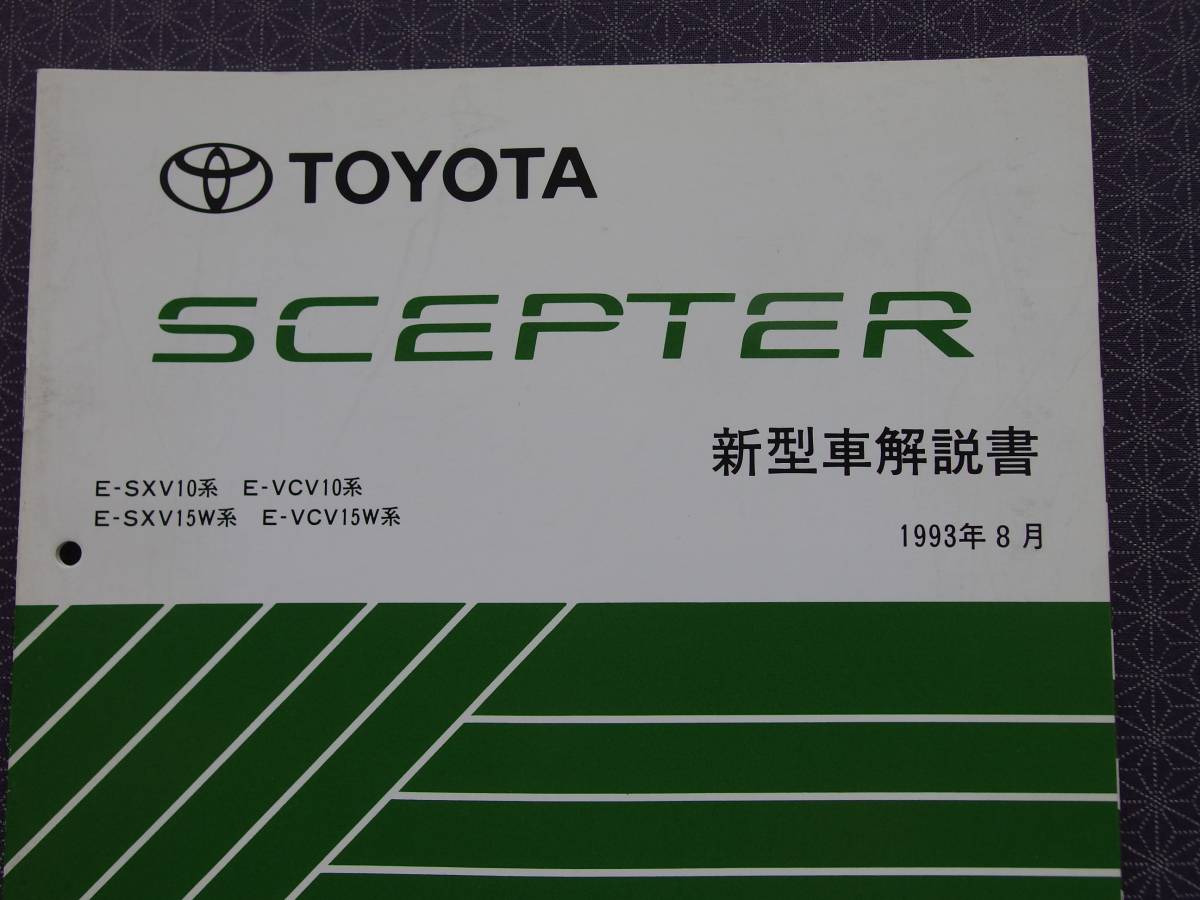 TOYOTA
SCEPTER
新型車解説書
E-SXV10系 E-VCV10系
E-SXV15W系 E-VCV15W系
1993年8月